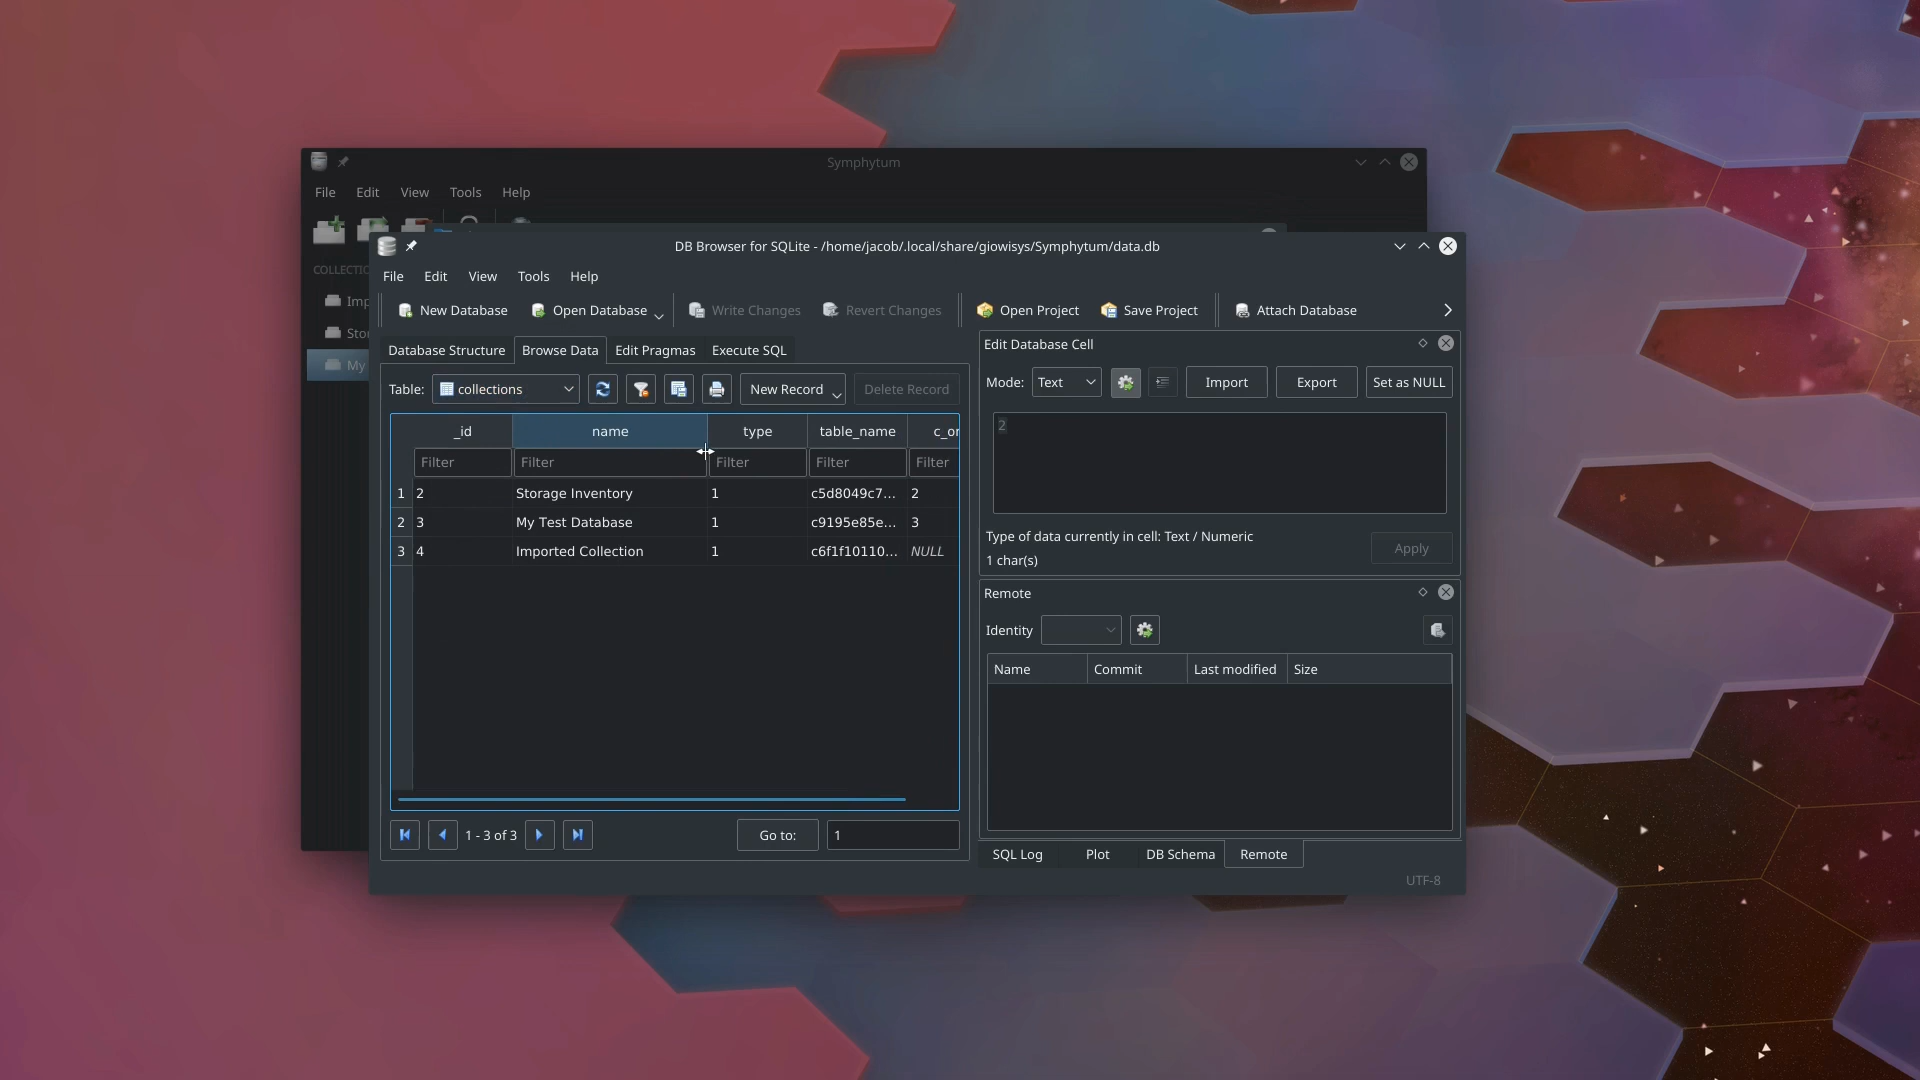 Symphytum
File Edit View Tools Help
DB Browser for SQLite - /home/jacob/.local/share/giowisys/Symphytum/data.db
File Edit View Tools Help
New Database Open Database Write Changes Revert Changes Open Project Save Project Attach Database
Database Structure Browse Data Edit Pragmas Execute SQL
Table: collections New Record Delete Record
_id name type table_name
Filter Filter Filter Filter Filter
1 2 Storage Inventory 1 c5d8049c7... 2
2 3 My Test Database 1 c9195e85e... 3
3 4 Imported Collection 1 c6f1f10110... NULL
1 - 3 of 3 Go to: 1
Edit Database Cell
Mode: Text Import Export Set as NULL
2
Type of data currently in cell: Text / Numeric
1 char(s)
Apply
Remote
Identity
Name Commit Last modified Size
SQL Log Plot DB Schema Remote
UTF-8
My